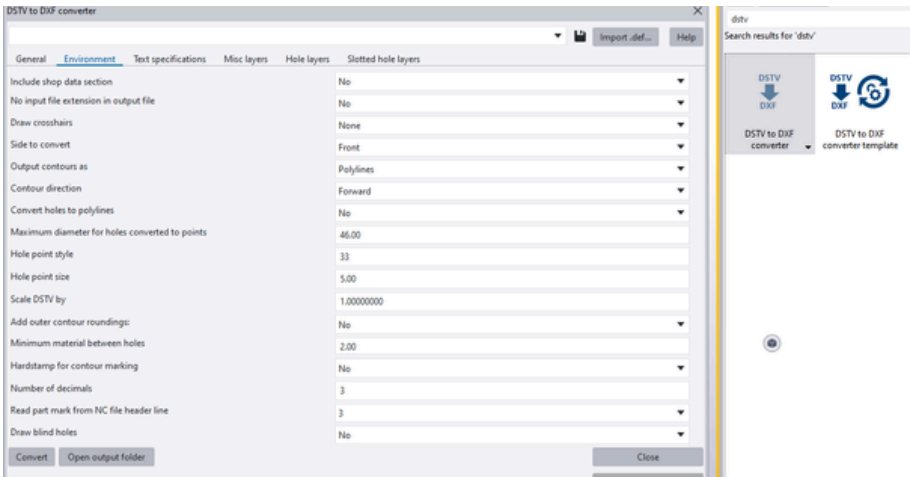 DSTV to DXF converter
Import .def...
Help
General Environment Text specifications Misc layers Hole layers Slotted hole layers
Include shop data section No
No input file extension in output file No
Draw crosshairs None
Side to convert Front
Output contours as Polylines
Contour direction Forward
Convert holes to polylines No
Maximum diameter for holes converted to points 46.00
Hole point style 33
Hole point size 5.00
Scale DSTV by 1.00000000
Add outer contour roundings: No
Minimum material between holes 2.00
Hardstamp for contour marking No
Number of decimals 3
Read part mark from NC file header line 3
Draw blind holes No
Convert Open output folder Close
dstv
Search results for 'dstv'
DSTV
DXF
DSTV to DXF
converter
DSTV
DXF
DSTV to DXF
converter template